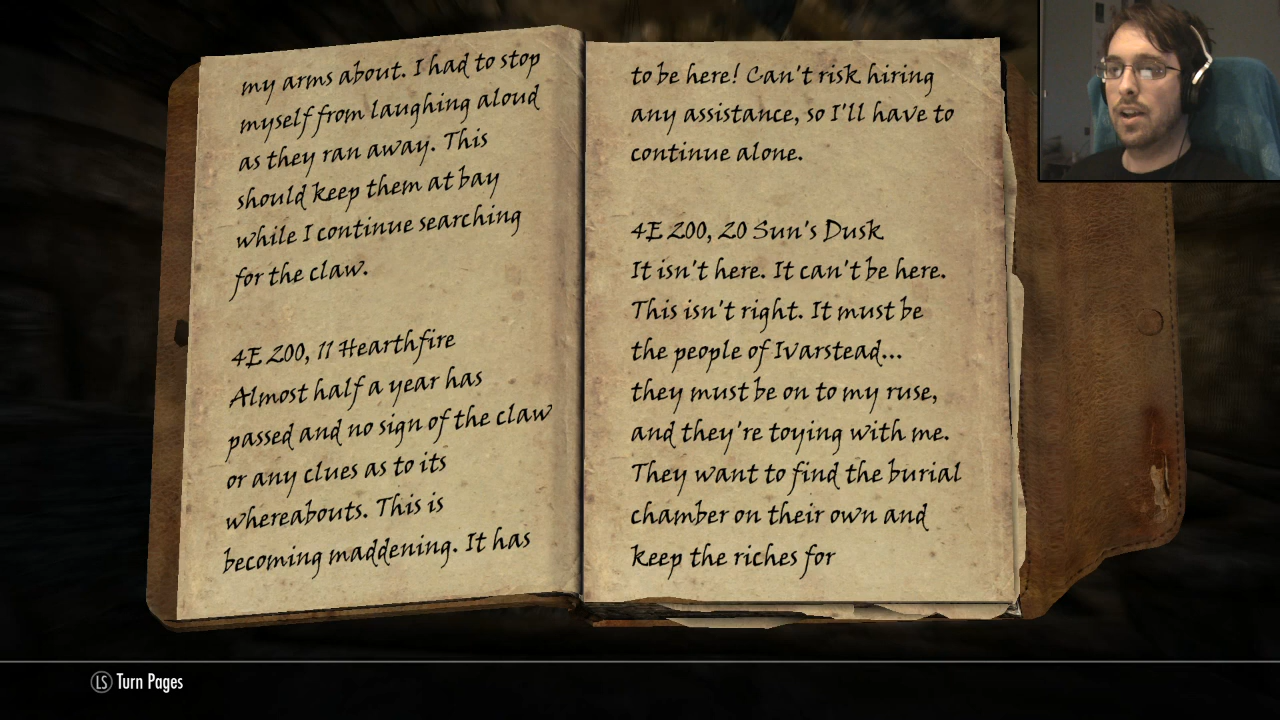 my arms about. I had to stop
myself from laughing aloud
as they ran away. This
should keep them at bay
while I continue searching
for the claw.
4E 200, 11 Hearthfire
Almost half a year has
passed and no sign of the claw
or any clues as to its
whereabouts. This is
becoming maddening. It has
to be here! Can't risk hiring
any assistance, so I'll have to
continue alone.
4E 200, 20 Sun's Dusk
It isn't here. It can't be here.
This isn't right. It must be
the people of Ivarstead...
they must be on to my ruse,
and they're toying with me.
They want to find the burial
chamber on their own and
keep the riches for
LS Turn Pages